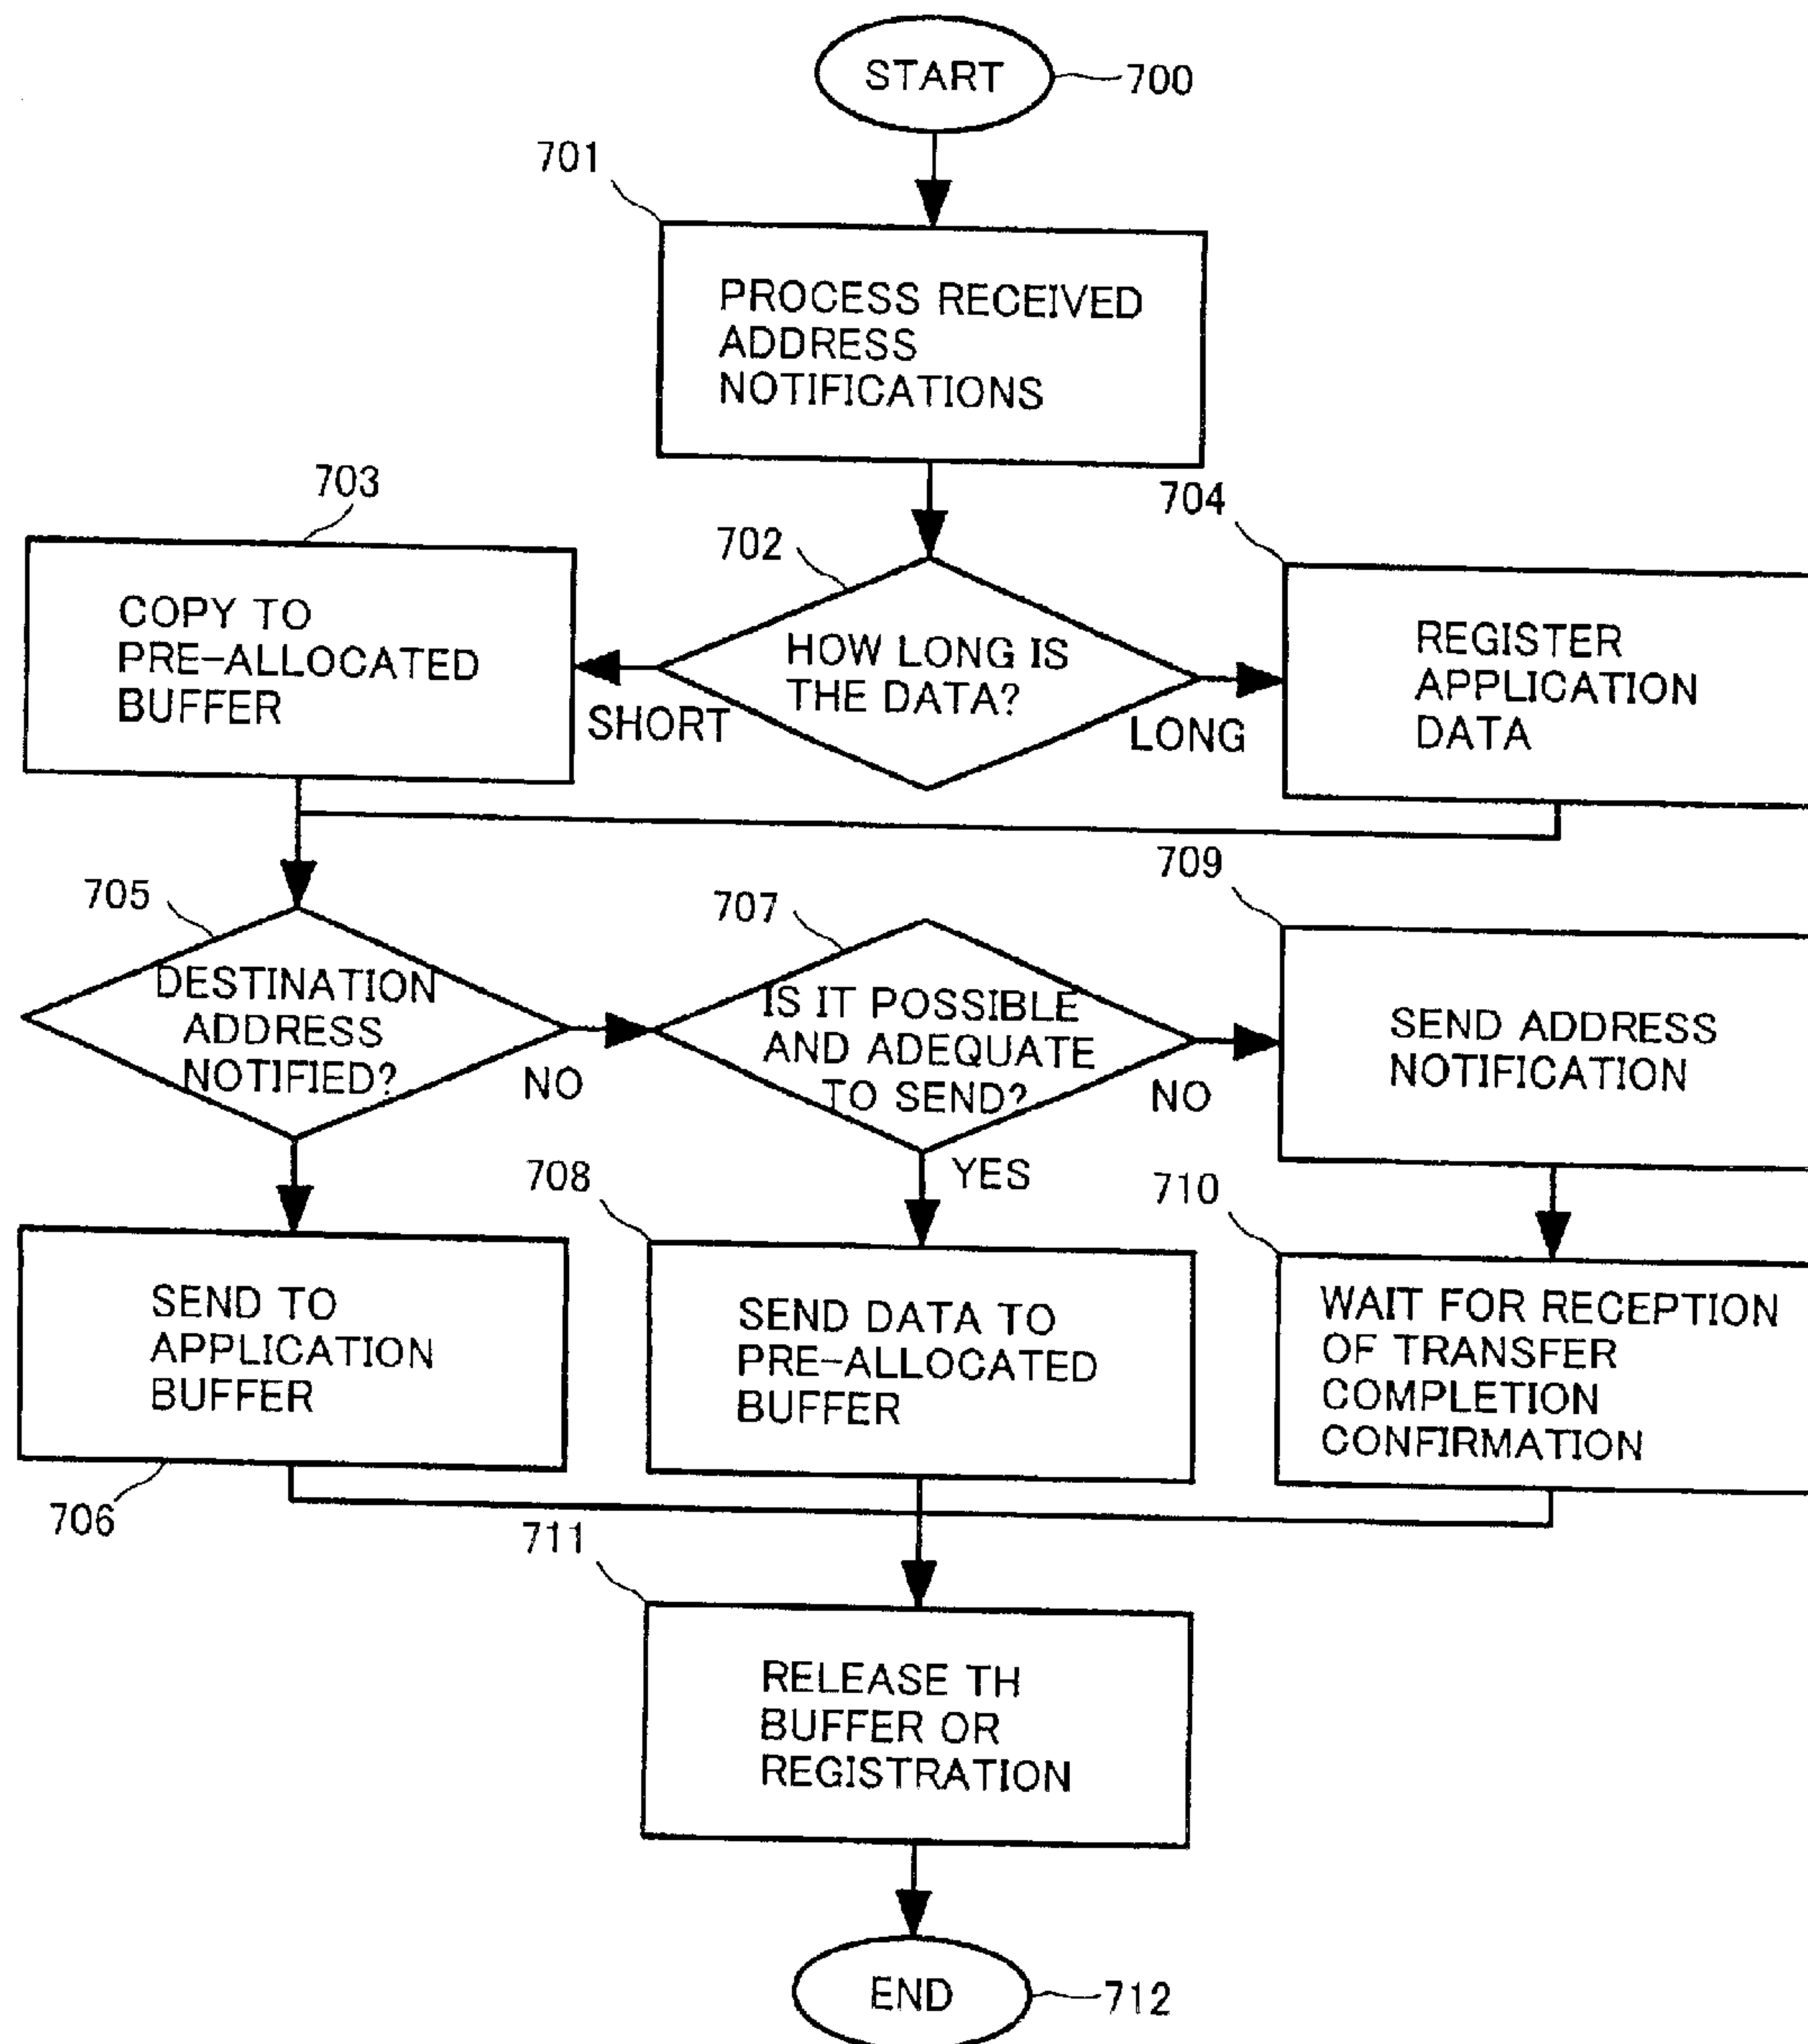 START
700
701
PROCESS RECEIVED
ADDRESS
NOTIFICATIONS
703
704
702
COPY TO
PRE-ALLOCATED
BUFFER
HOW LONG IS
THE DATA?
REGISTER
APPLICATION
DATA
SHORT
LONG
705
707
709
DESTINATION
ADDRESS
NOTIFIED?
NO
IS IT POSSIBLE
AND ADEQUATE
TO SEND?
NO
SEND ADDRESS
NOTIFICATION
YES
708
710
SEND TO
APPLICATION
BUFFER
SEND DATA TO
PRE-ALLOCATED
BUFFER
WAIT FOR RECEPTION
OF TRANSFER
COMPLETION
CONFIRMATION
706
711
RELEASE TH
BUFFER OR
REGISTRATION
END
712